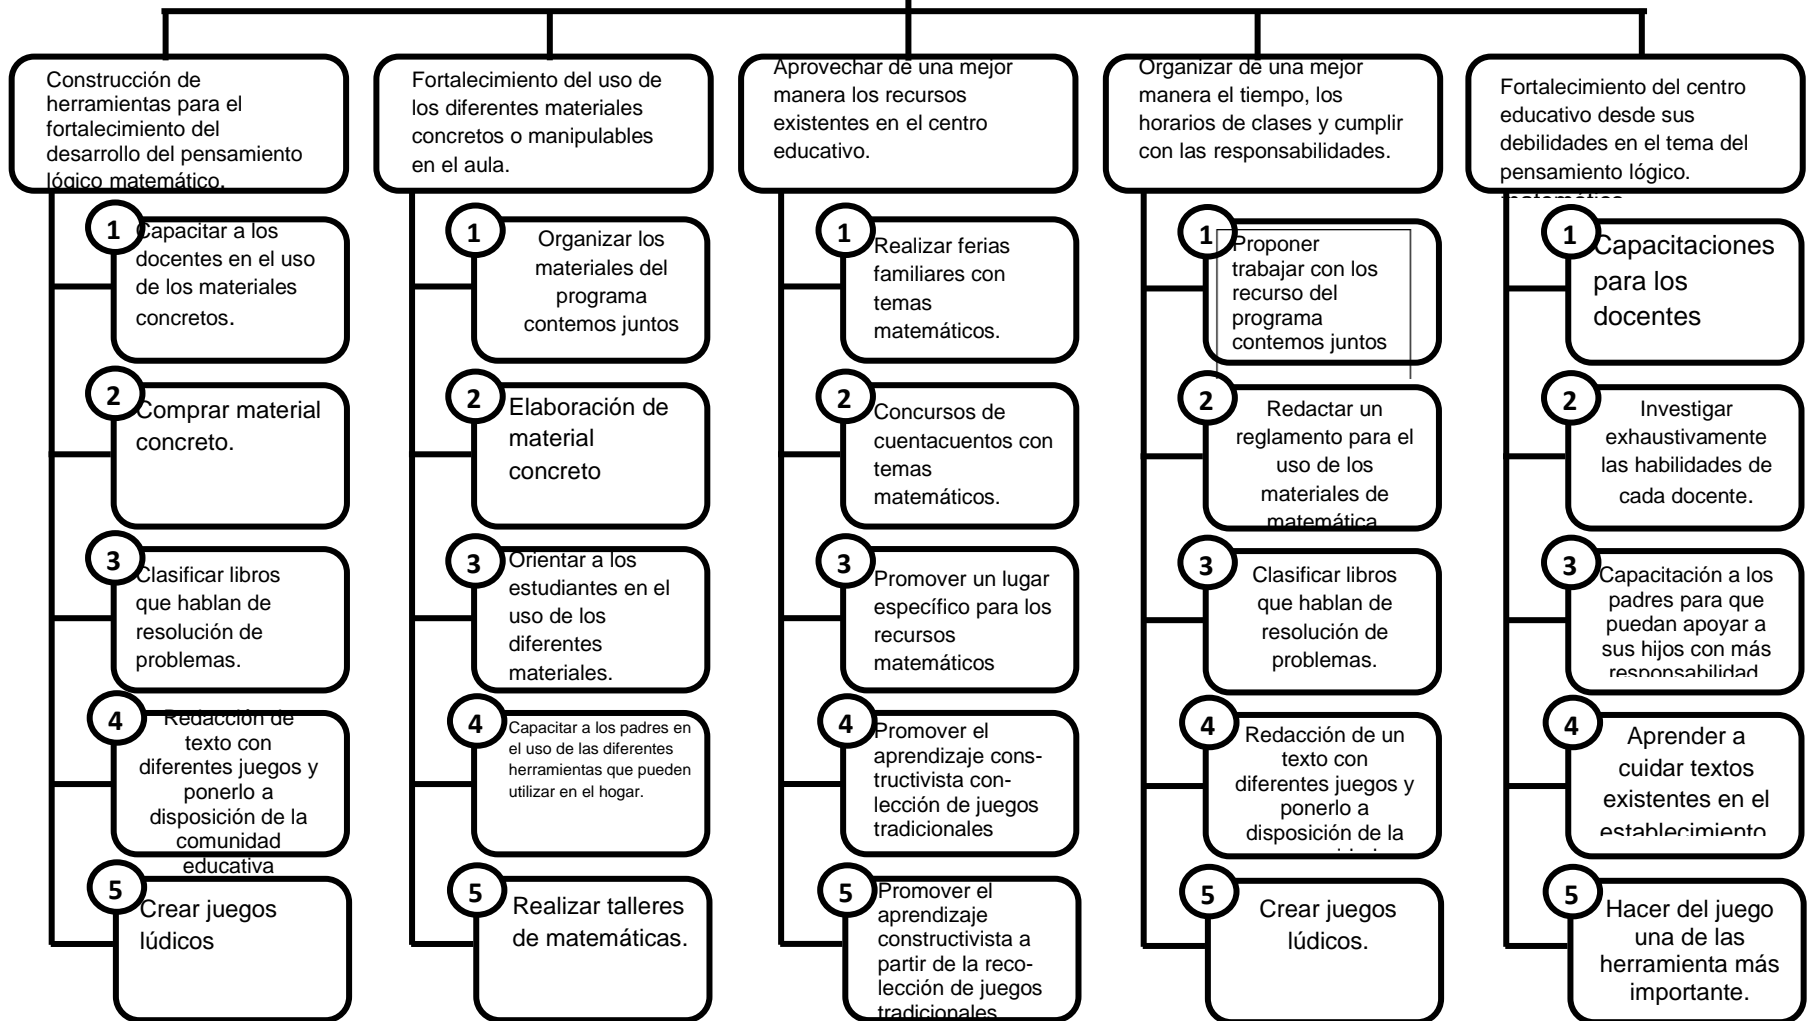 Construcción de
herramientas para el
fortalecimiento del
desarrollo del pensamiento
lógico matemático.
1
Capacitar a los
docentes en el uso
de los materiales
concretos.
2
Comprar material
concreto.
3
Clasificar libros
que hablan de
resolución de
problemas.
4
Redacción de
texto con
diferentes juegos y
ponerlo a
disposición de la
comunidad
educativa
5
Crear juegos
lúdicos
Fortalecimiento del uso de
los diferentes materiales
concretos o manipulables
en el aula.
1
Organizar los
materiales del
programa
contemos juntos
2
Elaboración de
material
concreto
3
Orientar a los
estudiantes en el
uso de los
diferentes
materiales.
4
Capacitar a los padres en
el uso de las diferentes
herramientas que pueden
utilizar en el hogar.
5
Realizar talleres
de matemáticas.
Aprovechar de una mejor
manera los recursos
existentes en el centro
educativo.
1
Realizar ferias
familiares con
temas
matemáticos.
2
Concursos de
cuentacuentos con
temas
matemáticos.
3
Promover un lugar
específico para los
recursos
matemáticos
4
Promover el
aprendizaje cons-
tructivista con-
lección de juegos
tradicionales
5
Promover el
aprendizaje
constructivista a
partir de la reco-
lección de juegos
tradicionales
Organizar de una mejor
manera el tiempo, los
horarios de clases y cumplir
con las responsabilidades.
1
Proponer
trabajar con los
recurso del
programa
contemos juntos
2
Redactar un
reglamento para el
uso de los
materiales de
matemática
3
Clasificar libros
que hablan de
resolución de
problemas.
4
Redacción de un
texto con
diferentes juegos y
ponerlo a
disposición de la
5
Crear juegos
lúdicos.
Fortalecimiento del centro
educativo desde sus
debilidades en el tema del
pensamiento lógico.
1
Capacitaciones
para los
docentes
2
Investigar
exhaustivamente
las habilidades de
cada docente.
3
Capacitación a los
padres para que
puedan apoyar a
sus hijos con más
responsabilidad
4
Aprender a
cuidar textos
existentes en el
establecimiento
5
Hacer del juego
una de las
herramienta más
importante.